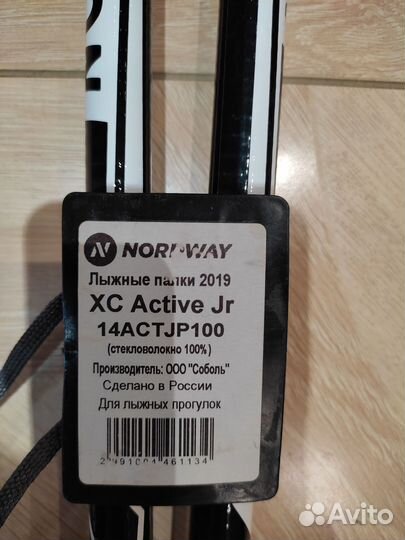 NORDWAY
Лыжные палки 2019
XC Active Jr
14ACTJP100
(стекловолокно 100%)
Производитель: ООО "Соболь"
Сделано в России
Для лыжных прогулок
Avito